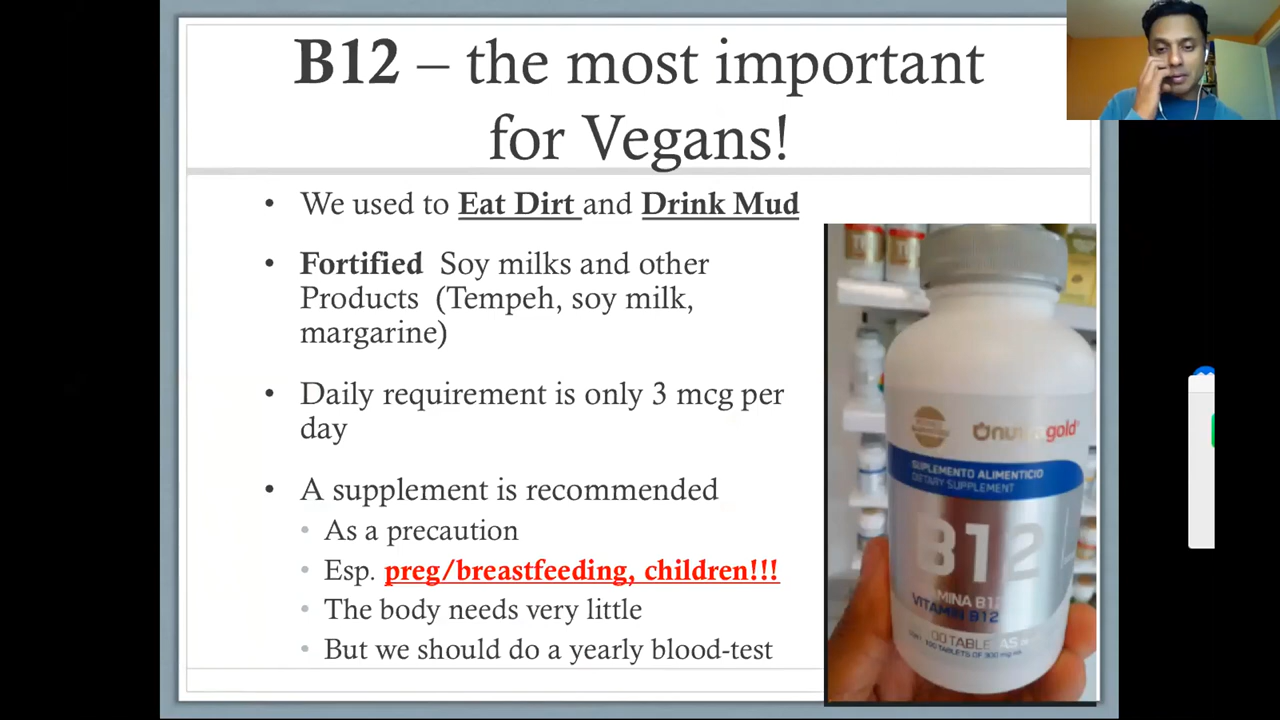 B12 – the most important
for Vegans!
• We used to Eat Dirt and Drink Mud
• Fortified Soy milks and other
Products (Tempeh, soy milk,
margarine)
• Daily requirement is only 3 mcg per
day
• A supplement is recommended
• As a precaution
• Esp. preg/breastfeeding, children!!!
• The body needs very little
• But we should do a yearly blood-test
gold
SUPLEMENTO ALIMENTICIO
DIETARY SUPPLEMENT
B12
VITAMIN B12